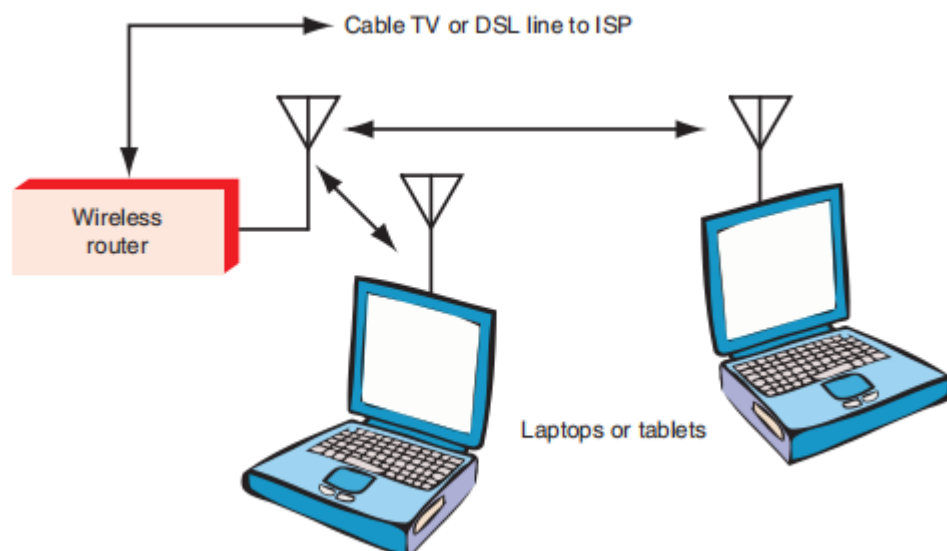 Cable TV or DSL line to ISP
Wireless
router
Laptops or tablets